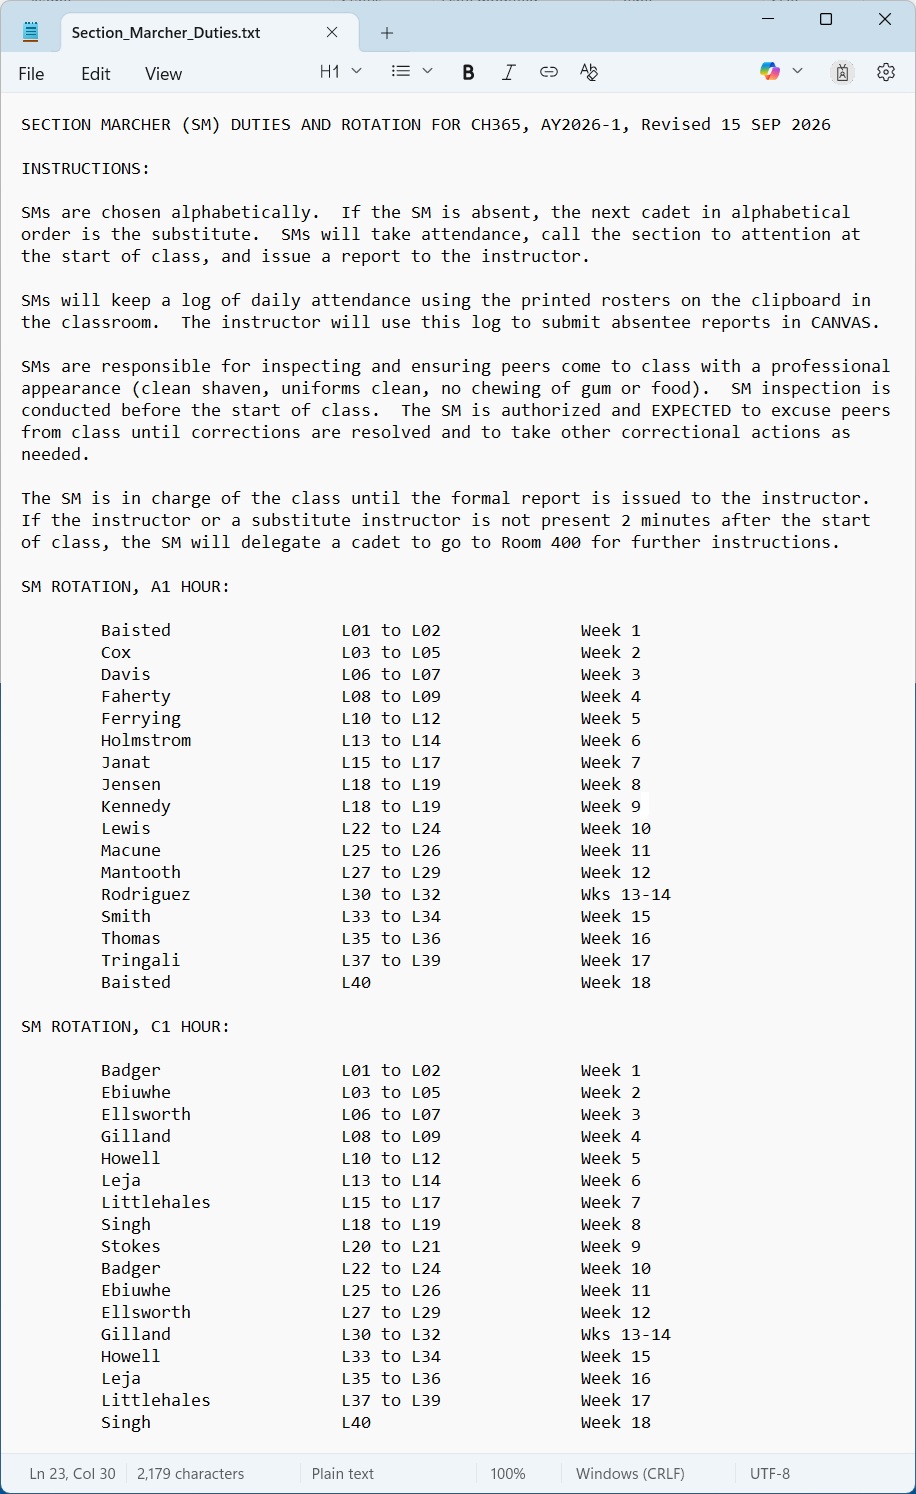 Section_Marcher_Duties.txt
File Edit View H1 B I
SECTION MARCHER (SM) DUTIES AND ROTATION FOR CH365, AY2026-1, Revised 15 SEP 2026
INSTRUCTIONS:
SMs are chosen alphabetically.  If the SM is absent, the next cadet in alphabetical
order is the substitute.  SMs will take attendance, call the section to attention at
the start of class, and issue a report to the instructor.
SMs will keep a log of daily attendance using the printed rosters on the clipboard in
the classroom.  The instructor will use this log to submit absentee reports in CANVAS.
SMs are responsible for inspecting and ensuring peers come to class with a professional
appearance (clean shaven, uniforms clean, no chewing of gum or food).  SM inspection is
conducted before the start of class.  The SM is authorized and EXPECTED to excuse peers
from class until corrections are resolved and to take other correctional actions as
needed.
The SM is in charge of the class until the formal report is issued to the instructor.
If the instructor or a substitute instructor is not present 2 minutes after the start
of class, the SM will delegate a cadet to go to Room 400 for further instructions.
SM ROTATION, A1 HOUR:
Baisted L01 to L02 Week 1
Cox L03 to L05 Week 2
Davis L06 to L07 Week 3
Faherty L08 to L09 Week 4
Ferrying L10 to L12 Week 5
Holmstrom L13 to L14 Week 6
Janat L15 to L17 Week 7
Jensen L18 to L19 Week 8
Kennedy L18 to L19 Week 9
Lewis L22 to L24 Week 10
Macune L25 to L26 Week 11
Mantooth L27 to L29 Week 12
Rodriguez L30 to L32 Wks 13-14
Smith L33 to L34 Week 15
Thomas L35 to L36 Week 16
Tringali L37 to L39 Week 17
Baisted L40 Week 18
SM ROTATION, C1 HOUR:
Badger L01 to L02 Week 1
Ebiuwhe L03 to L05 Week 2
Ellsworth L06 to L07 Week 3
Gilland L08 to L09 Week 4
Howell L10 to L12 Week 5
Leja L13 to L14 Week 6
Littlehales L15 to L17 Week 7
Singh L18 to L19 Week 8
Stokes L20 to L21 Week 9
Badger L22 to L24 Week 10
Ebiuwhe L25 to L26 Week 11
Ellsworth L27 to L29 Week 12
Gilland L30 to L32 Wks 13-14
Howell L33 to L34 Week 15
Leja L35 to L36 Week 16
Littlehales L37 to L39 Week 17
Singh L40 Week 18
Ln 23, Col 30 2,179 characters Plain text 100% Windows (CRLF) UTF-8